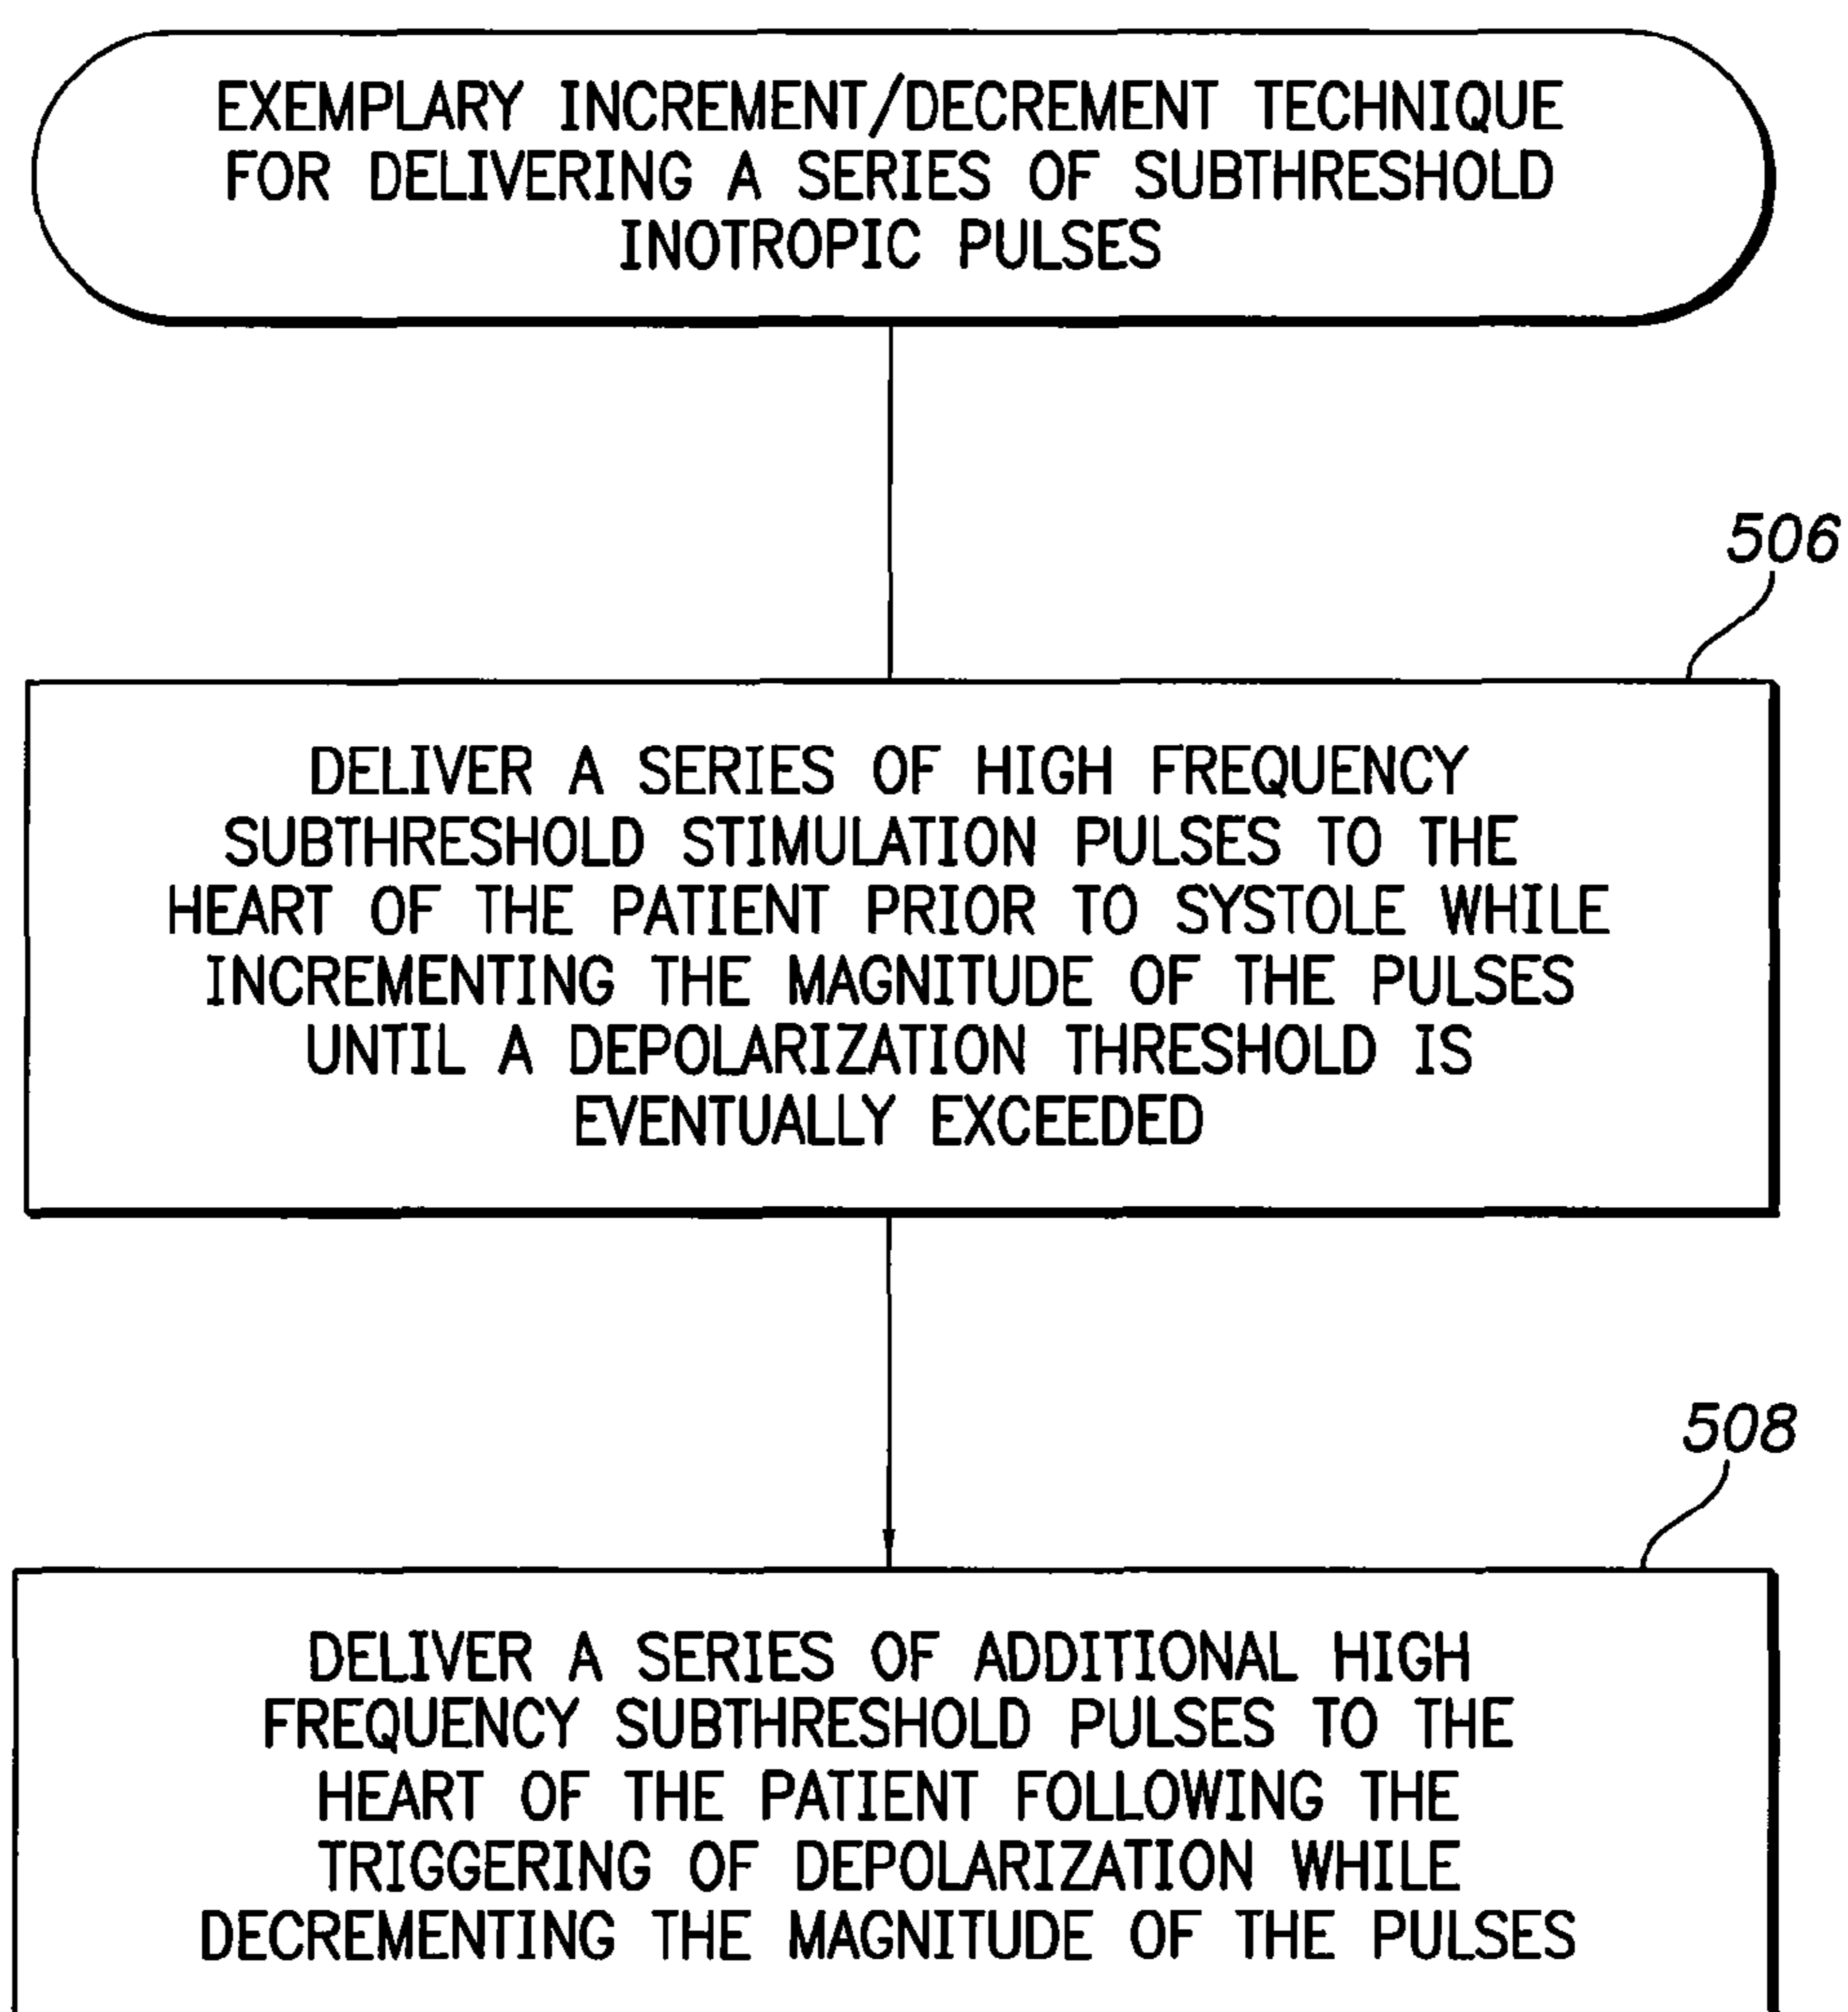 EXEMPLARY INCREMENT/DECREMENT TECHNIQUE
FOR DELIVERING A SERIES OF SUBTHRESHOLD
INOTROPIC PULSES
506
DELIVER A SERIES OF HIGH FREQUENCY
SUBTHRESHOLD STIMULATION PULSES TO THE
HEART OF THE PATIENT PRIOR TO SYSTOLE WHILE
INCREMENTING THE MAGNITUDE OF THE PULSES
UNTIL A DEPOLARIZATION THRESHOLD IS
EVENTUALLY EXCEEDED
508
DELIVER A SERIES OF ADDITIONAL HIGH
FREQUENCY SUBTHRESHOLD PULSES TO THE
HEART OF THE PATIENT FOLLOWING THE
TRIGGERING OF DEPOLARIZATION WHILE
DECREMENTING THE MAGNITUDE OF THE PULSES